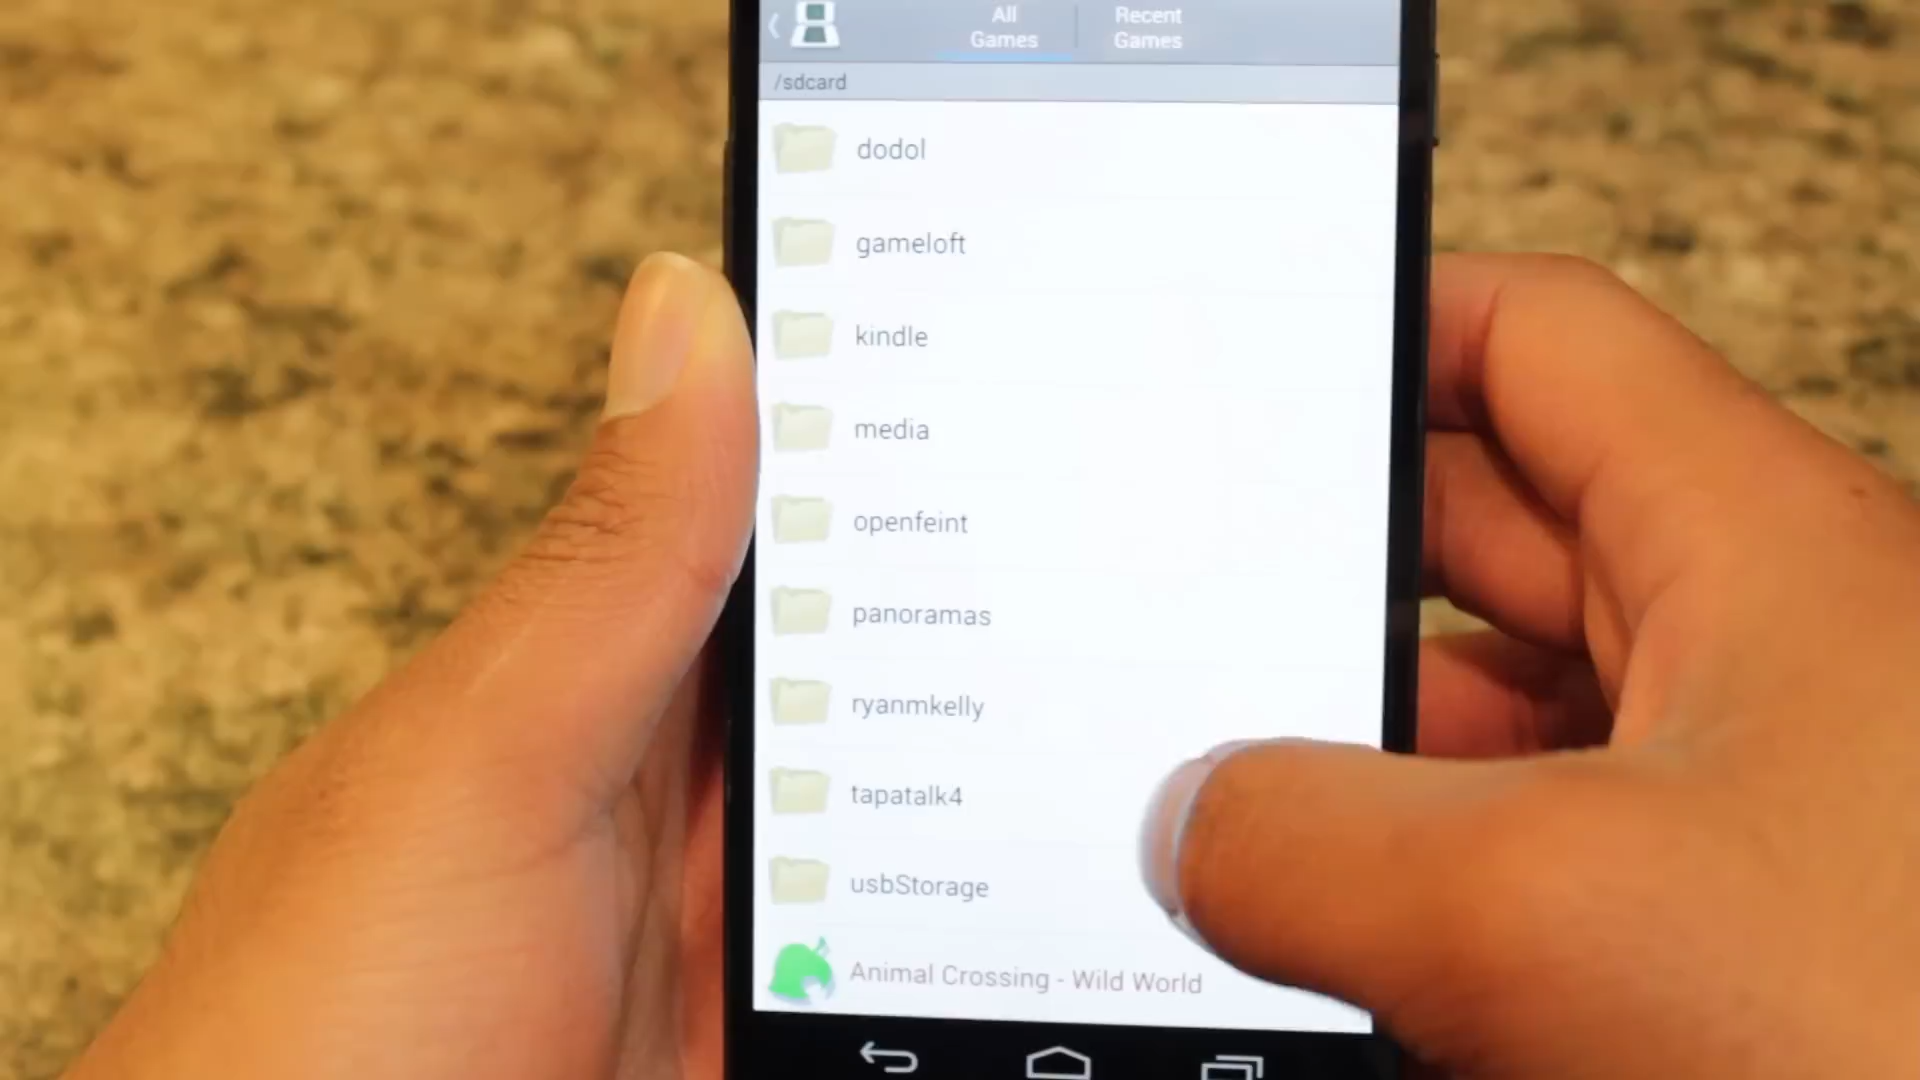 All
Games
Recent
Games
/sdcard
dodol
gameloft
kindle
media
openfeint
panoramas
ryanmkelly
tapatalk4
usbStorage
Animal Crossing - Wild World